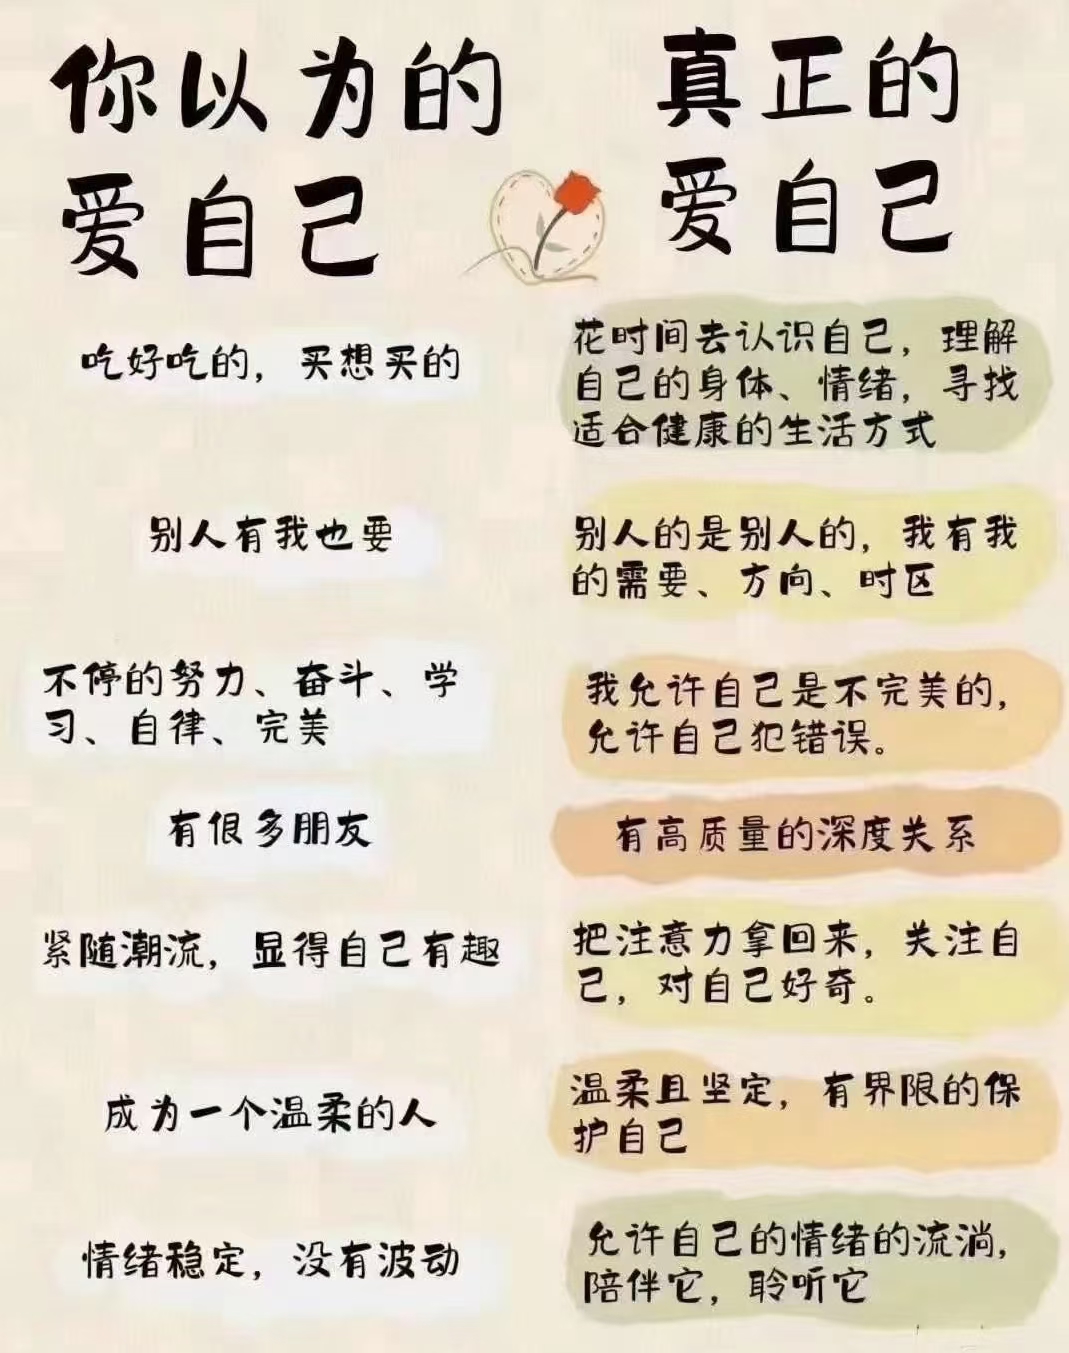 你以为的
爱自己
真正的
爱自己
吃好吃的，买想买的
花时间去认识自己，理解
自己的身体、情绪，寻找
适合健康的生活方式
别人有我也要
别人的是别人的，我有我
的需要、方向、时区
不停的努力、奋斗、学
习、自律、完美
我允许自己是不完美的，
允许自己犯错误。
有很多朋友
有高质量的深度关系
紧随潮流，显得自己有趣
把注意力拿回来，关注自
己，对自己好奇。
成为一个温柔的人
温柔且坚定，有界限的保
护自己
情绪稳定，没有波动
允许自己的情绪的流淌，
陪伴它，聆听它